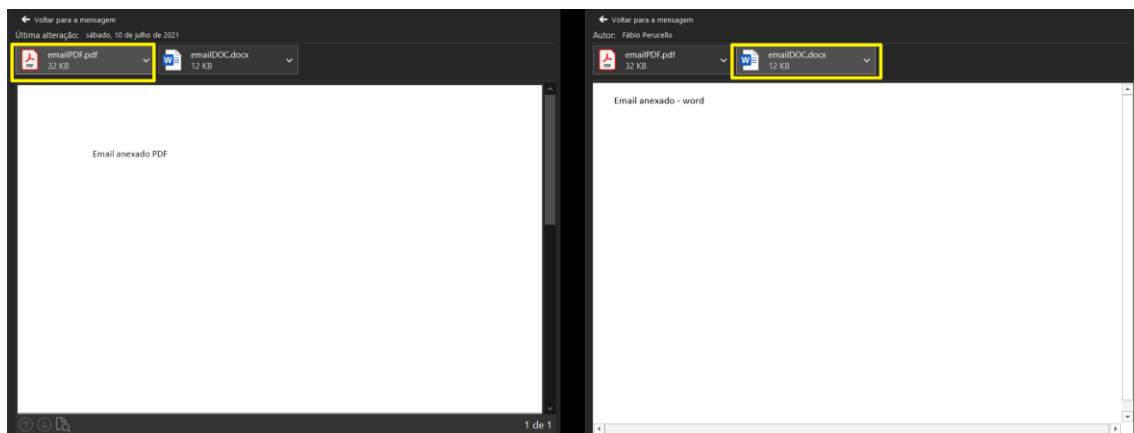 Voltar para a mensagem
Última alteração: sábado, 10 de julho de 2021
emailPDF.pdf
32 KB
emailDOC.docx
12 KB
Email anexado PDF
1 de 1
Voltar para a mensagem
Autor: Fábio Perucello
emailPDF.pdf
32 KB
emailDOC.docx
12 KB
Email anexado - word